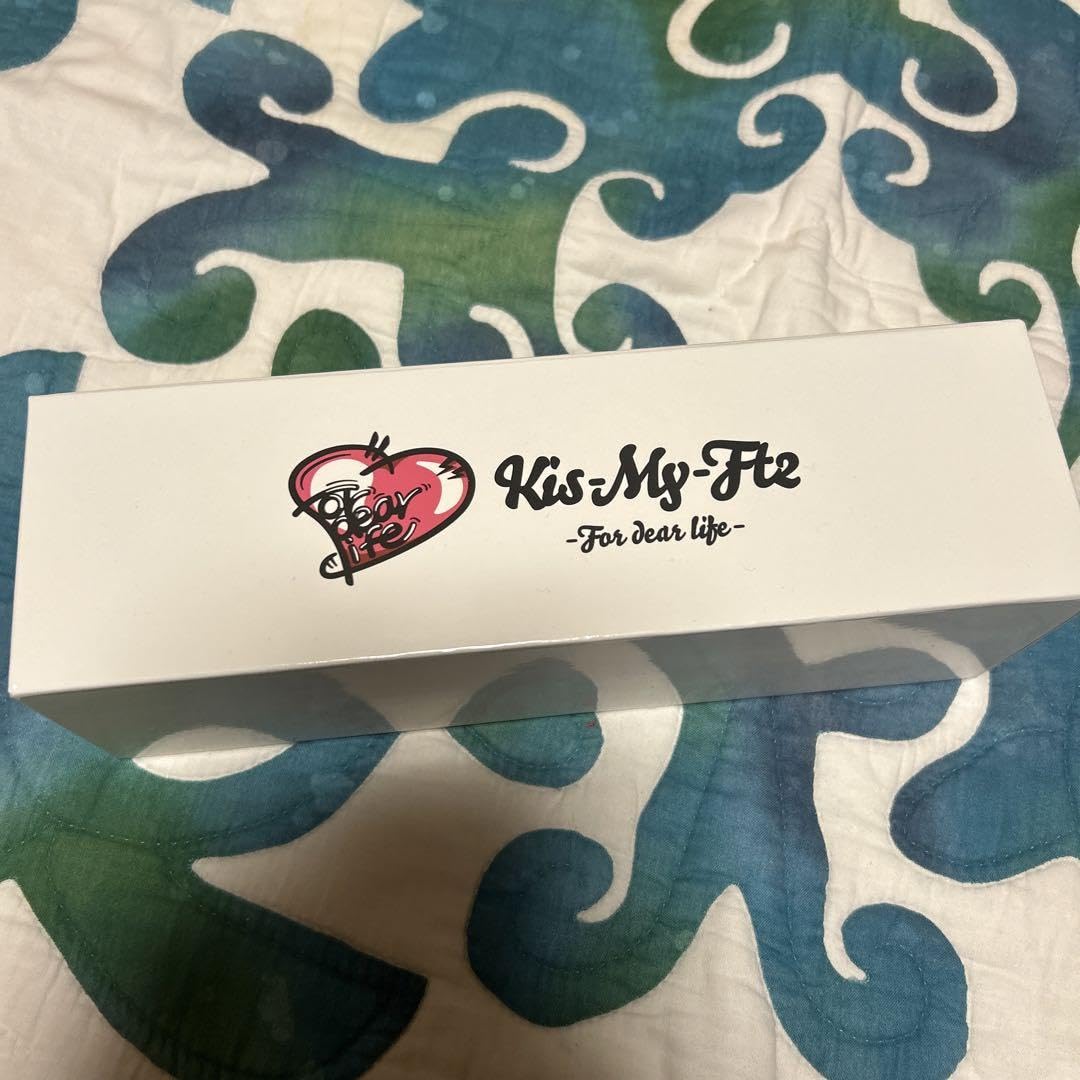 For
dear
life
Kis-My-Ft2
-For dear life-